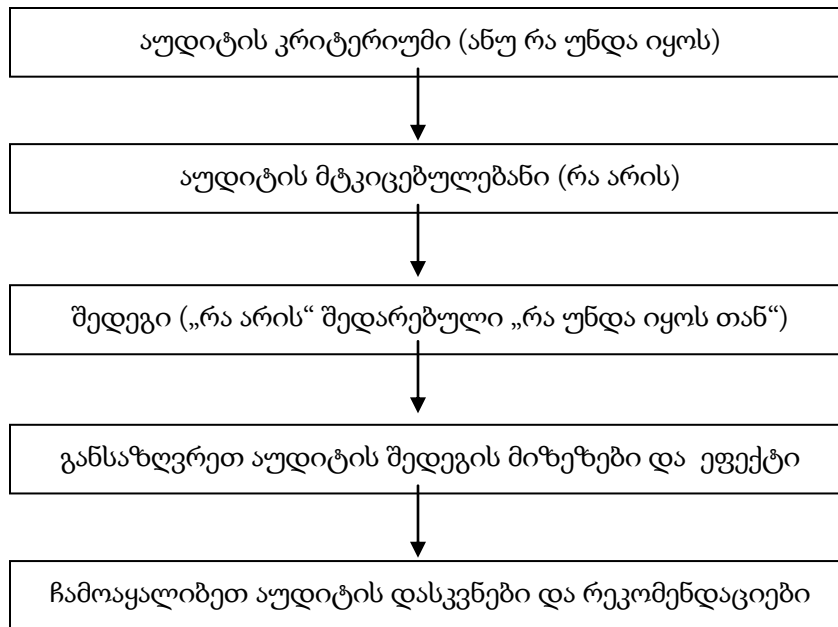 აუდიტის კრიტერიუმი (ანუ რა უნდა იყოს)
აუდიტის მტკიცებულებანი (რა არის)
შედეგი („რა არის“ შედარებული „რა უნდა იყოს თან“)
განსაზღვრეთ აუდიტის შედეგის მიზეზები და ეფექტი
ჩამოაყალიბეთ აუდიტის დასკვნები და რეკომენდაციები